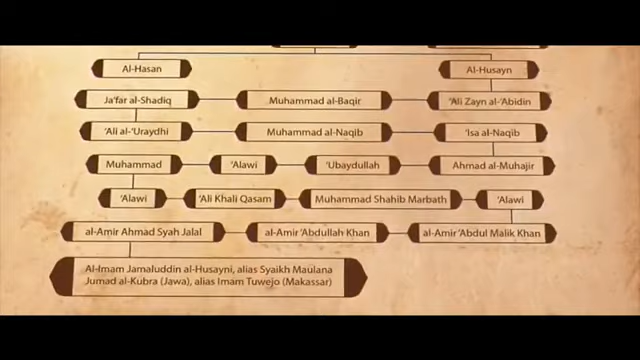 Al-Hasan
Al-Husayn
Ja'far al-Shadiq
Muhammad al-Baqir
'Ali Zayn al-'Abidin
'Ali al-'Uraydhi
Muhammad al-Naqib
'Isa al-Naqib
Muhammad
'Alawi
'Ubaydullah
Ahmad al-Muhajir
'Alawi
'Ali Khali Qasam
Muhammad Shahib Marbath
'Alawi
al-Amir Ahmad Syah Jalal
al-Amir 'Abdullah Khan
al-Amir 'Abdul Malik Khan
Al-Imam Jamaluddin al-Husayni, alias Syaikh Maulana
Jumad al-Kubra (Jawa), alias Imam Tuwejo (Makassar)